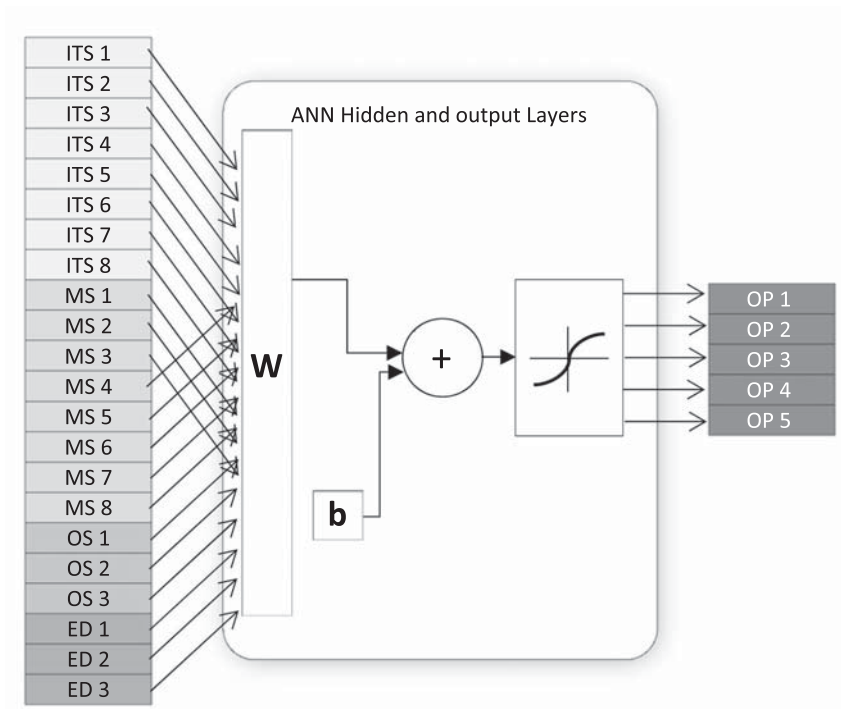 ITS 1
ITS 2
ITS 3
ITS 4
ITS 5
ITS 6
ITS 7
ITS 8
MS 1
MS 2
MS 3
MS 4
MS 5
MS 6
MS 7
MS 8
OS 1
OS 2
OS 3
ED 1
ED 2
ED 3
ANN Hidden and output Layers
W
+
b
OP 1
OP 2
OP 3
OP 4
OP 5